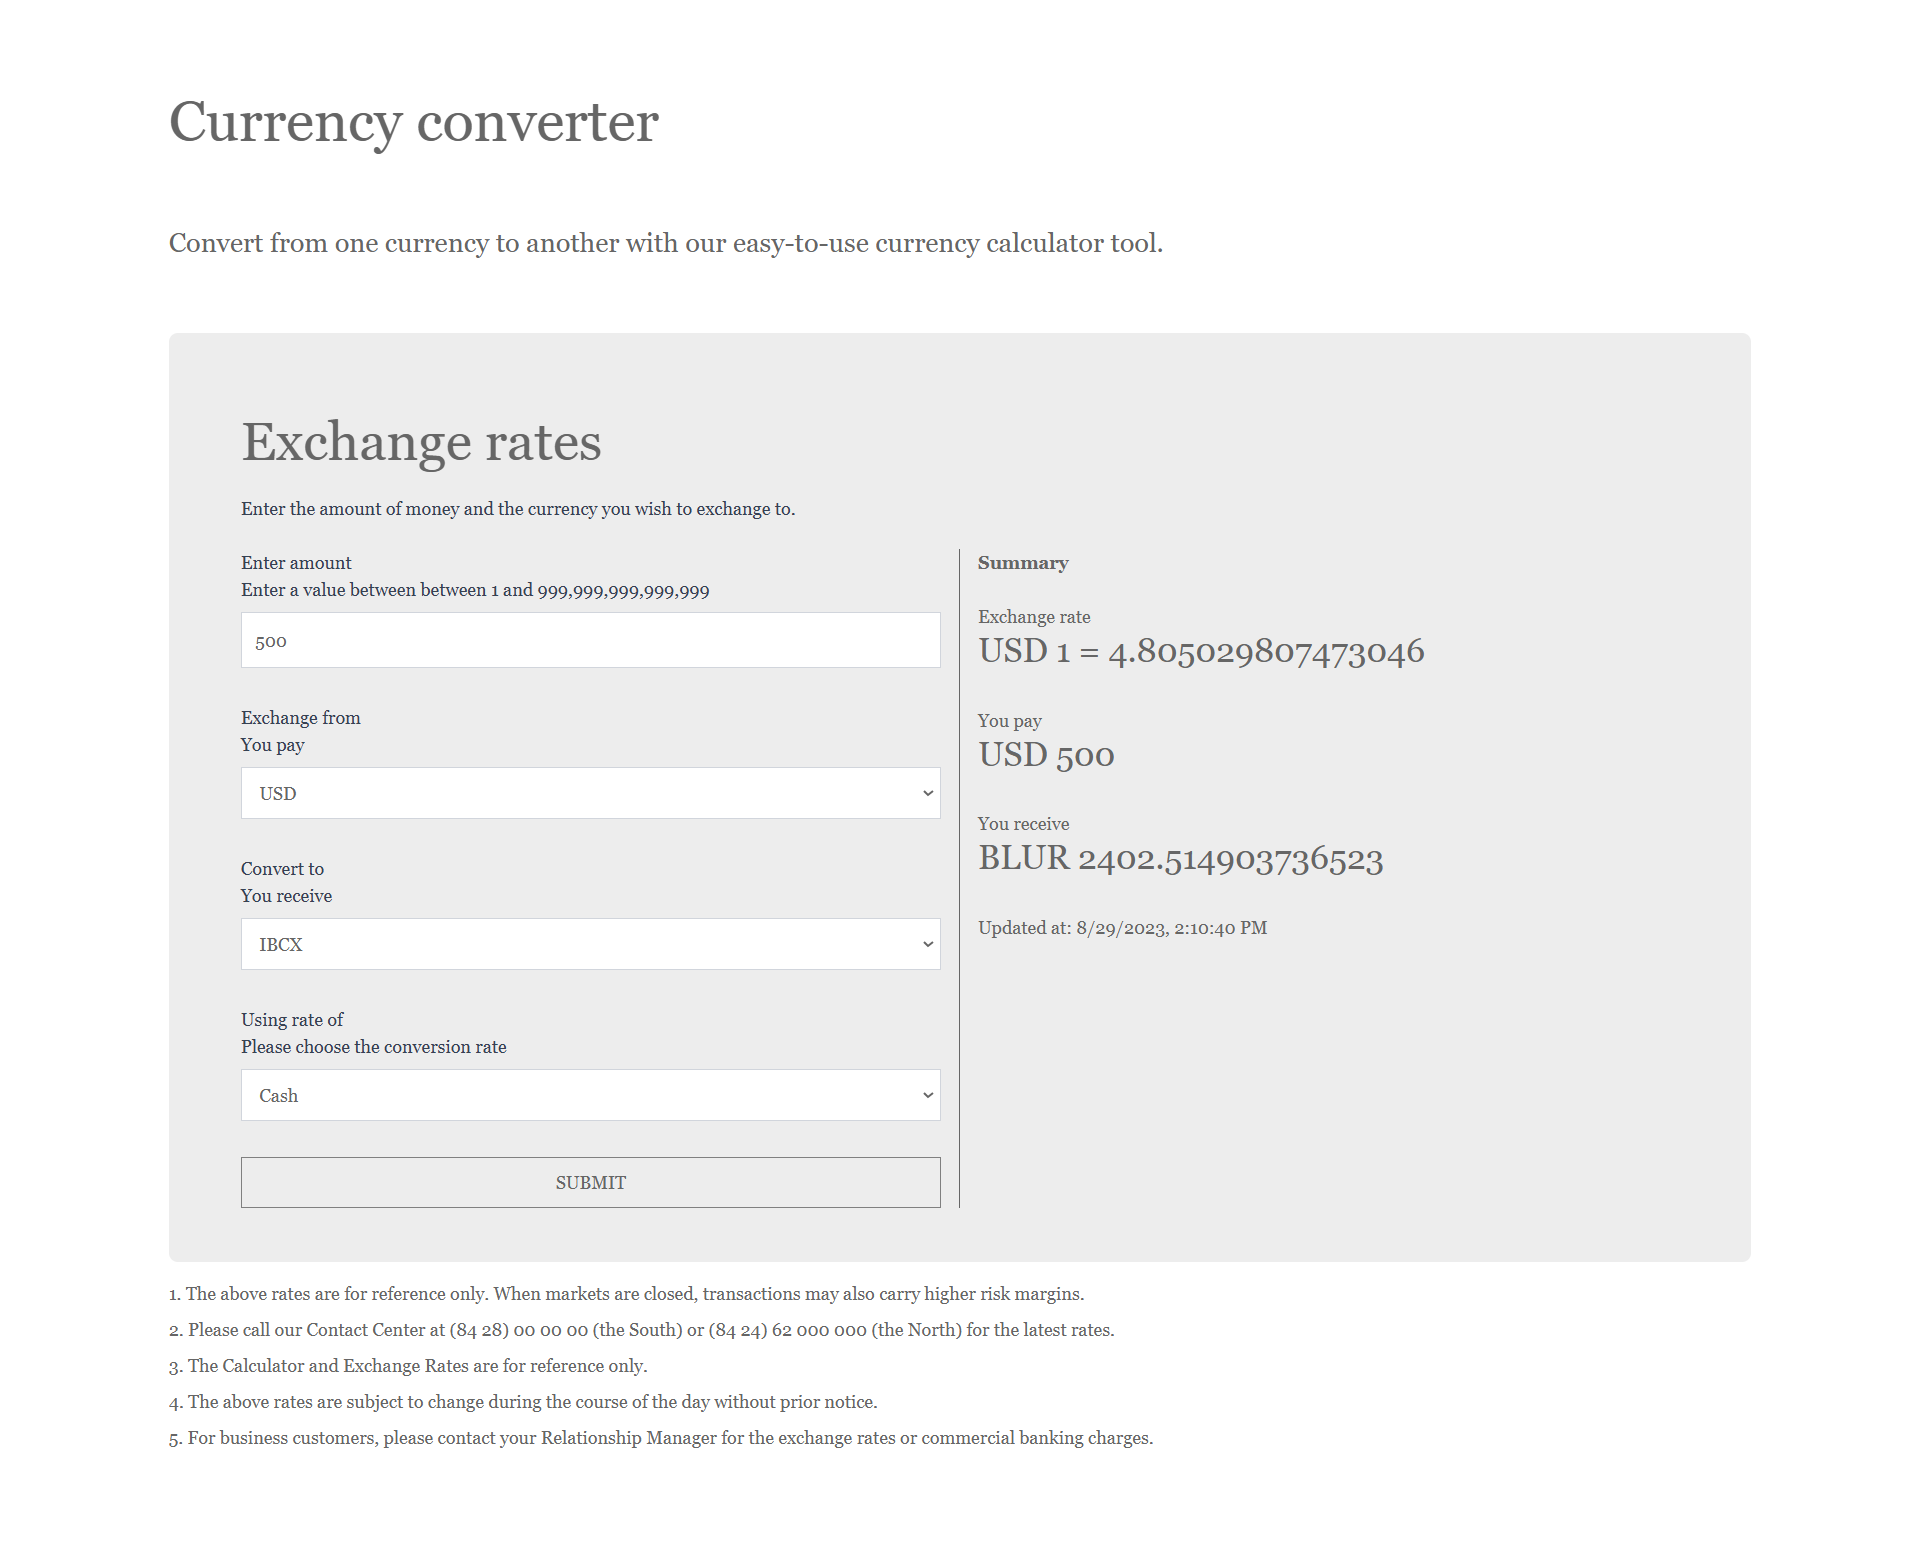 Currency converter
Convert from one currency to another with our easy-to-use currency calculator tool.
Exchange rates
Enter the amount of money and the currency you wish to exchange to.
Enter amount
Enter a value between between 1 and 999,999,999,999,999
500
Exchange from
You pay
USD
Convert to
You receive
IBCX
Using rate of
Please choose the conversion rate
Cash
SUBMIT
Summary
Exchange rate
USD 1 = 4.805029807473046
You pay
USD 500
You receive
BLUR 2402.514903736523
Updated at: 8/29/2023, 2:10:40 PM
1. The above rates are for reference only. When markets are closed, transactions may also carry higher risk margins.
2. Please call our Contact Center at (84 28) 00 00 00 (the South) or (84 24) 62 000 000 (the North) for the latest rates.
3. The Calculator and Exchange Rates are for reference only.
4. The above rates are subject to change during the course of the day without prior notice.
5. For business customers, please contact your Relationship Manager for the exchange rates or commercial banking charges.